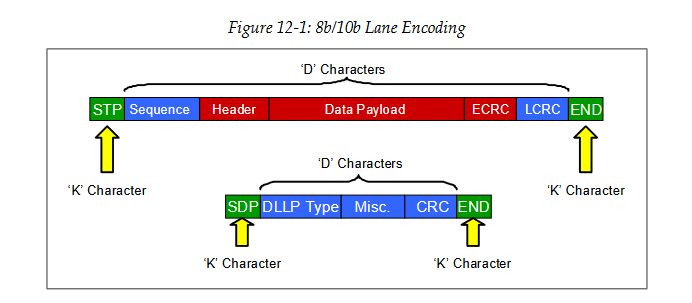 Figure 12-1: 8b/10b Lane Encoding
‘D’ Characters
STP Sequence Header Data Payload ECRC LCRC END
‘K’ Character ‘K’ Character
‘D’ Characters
SDP DLLP Type Misc. CRC END
‘K’ Character ‘K’ Character